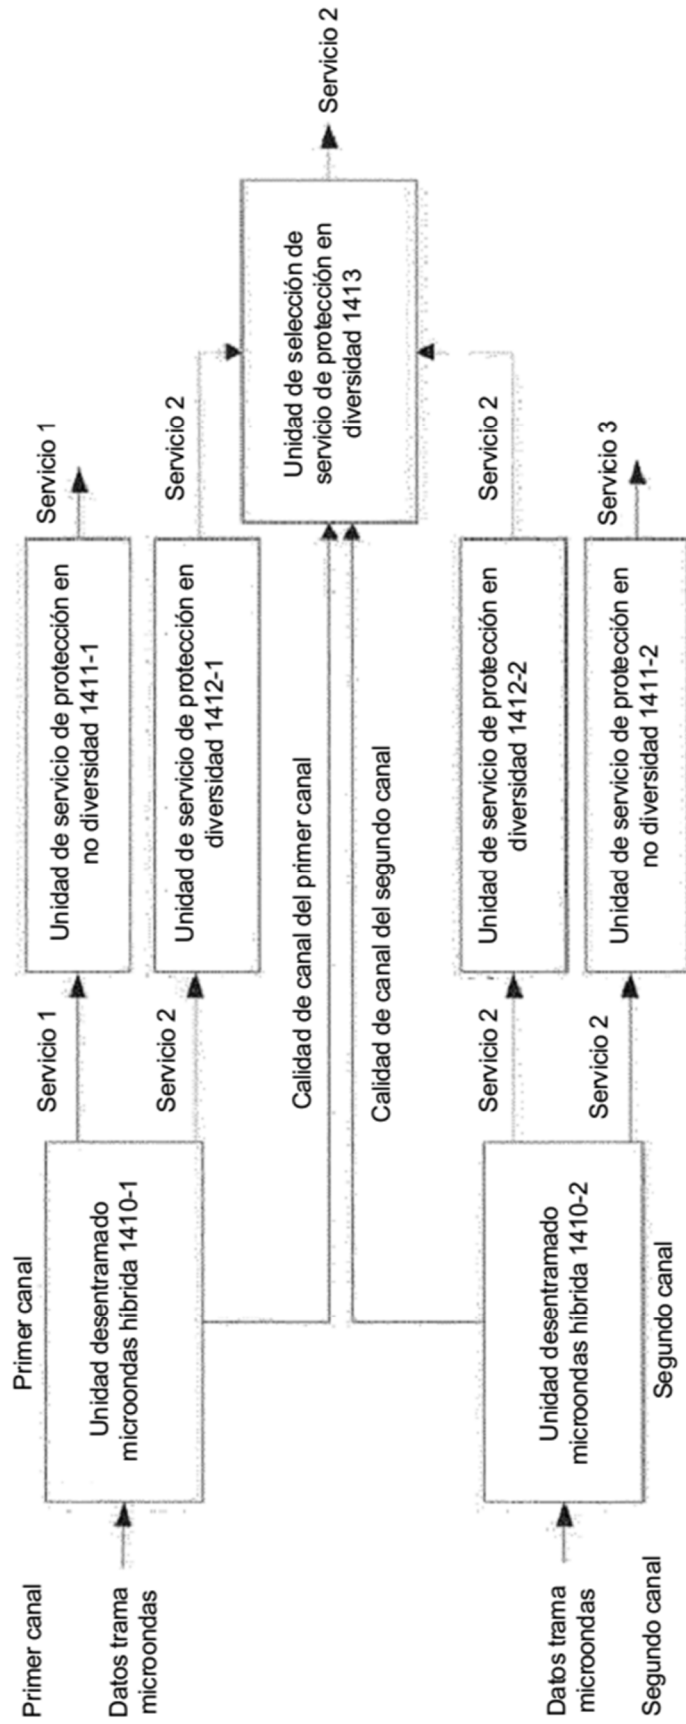 Primer canal
Datos trama
microondas
Primer canal
Unidad desentramado
microondas híbrida 1410-1
Servicio 1
Servicio 2
Unidad de servicio de protección en
no diversidad 1411-1
Servicio 1
Unidad de servicio de protección en
diversidad 1412-1
Servicio 2
Calidad de canal del primer canal
Calidad de canal del segundo canal
Unidad de selección de
servicio de protección en
diversidad 1413
Servicio 2
Datos trama
microondas
Segundo canal
Unidad desentramado
microondas híbrida 1410-2
Segundo canal
Servicio 2
Servicio 2
Unidad de servicio de protección en
diversidad 1412-2
Servicio 2
Unidad de servicio de protección en
no diversidad 1411-2
Servicio 3